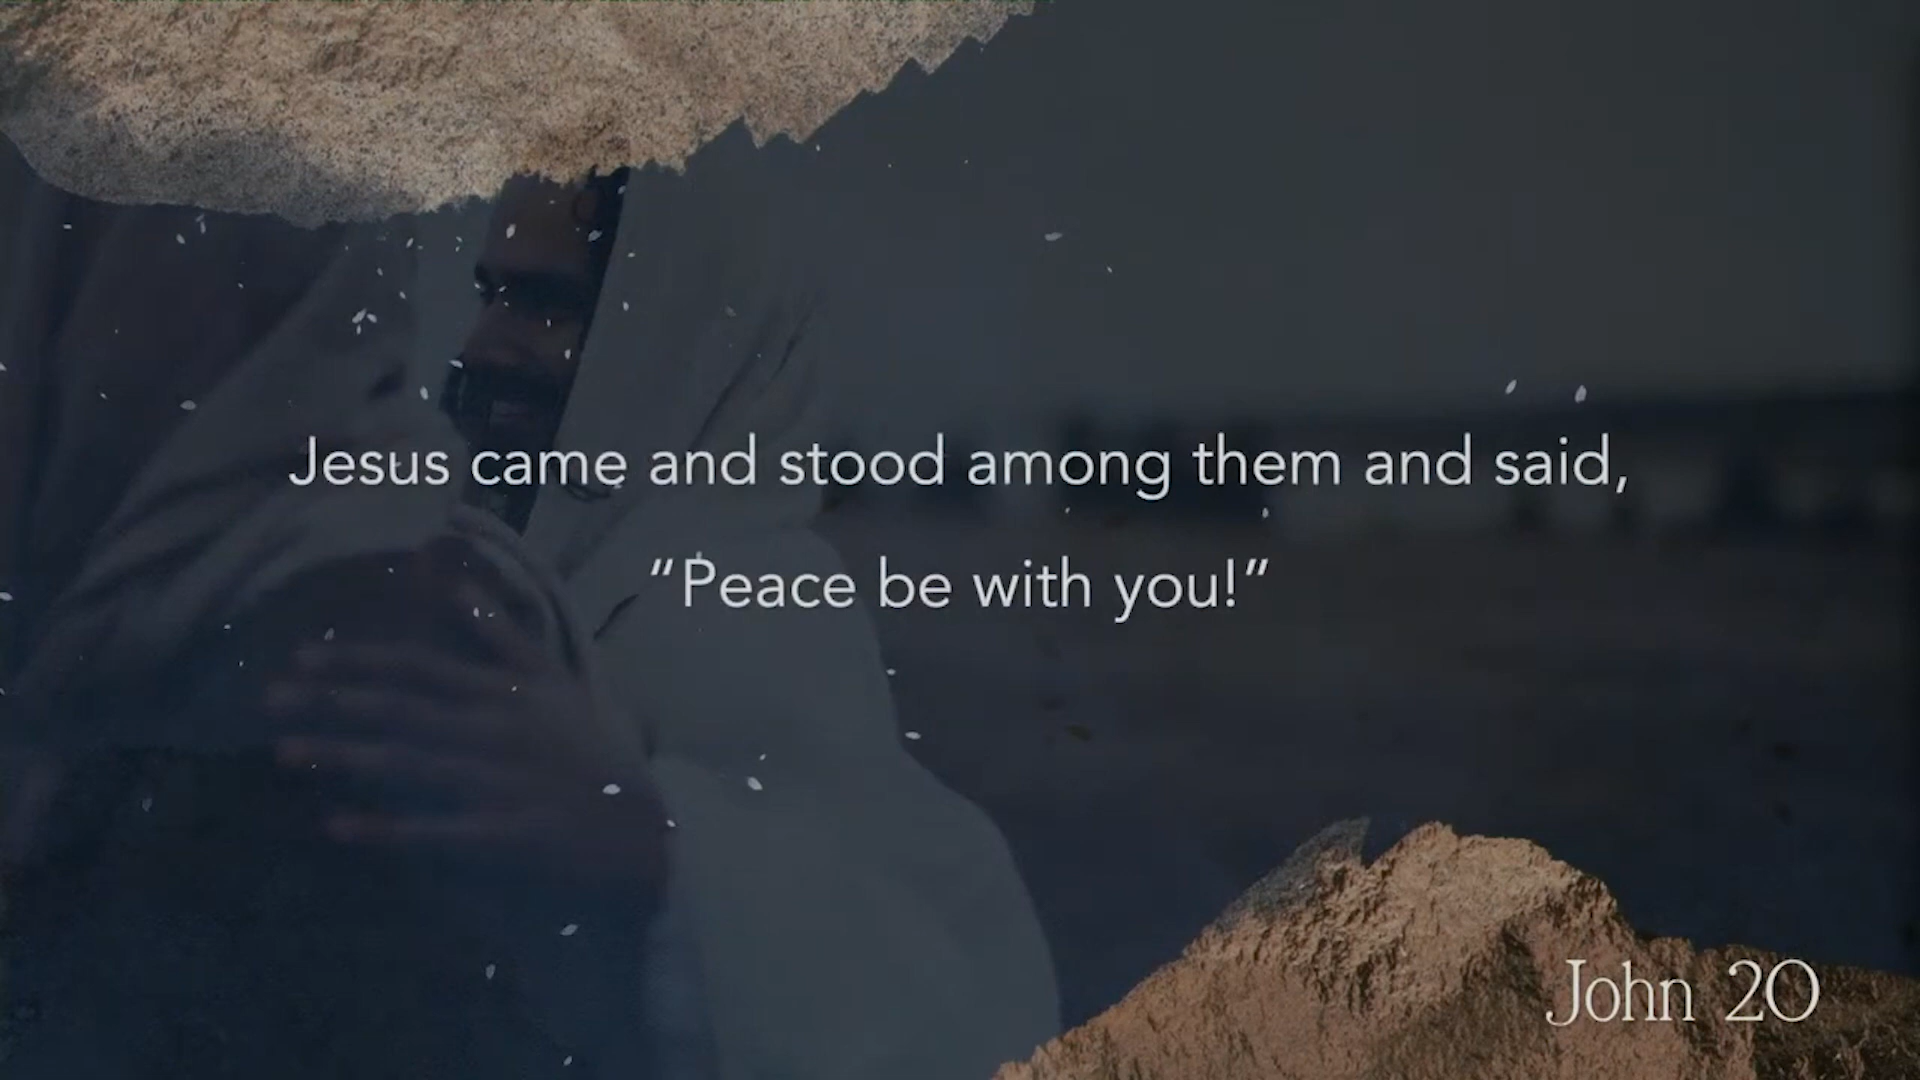 Jesus came and stood among them and said,
“Peace be with you!”
John 20